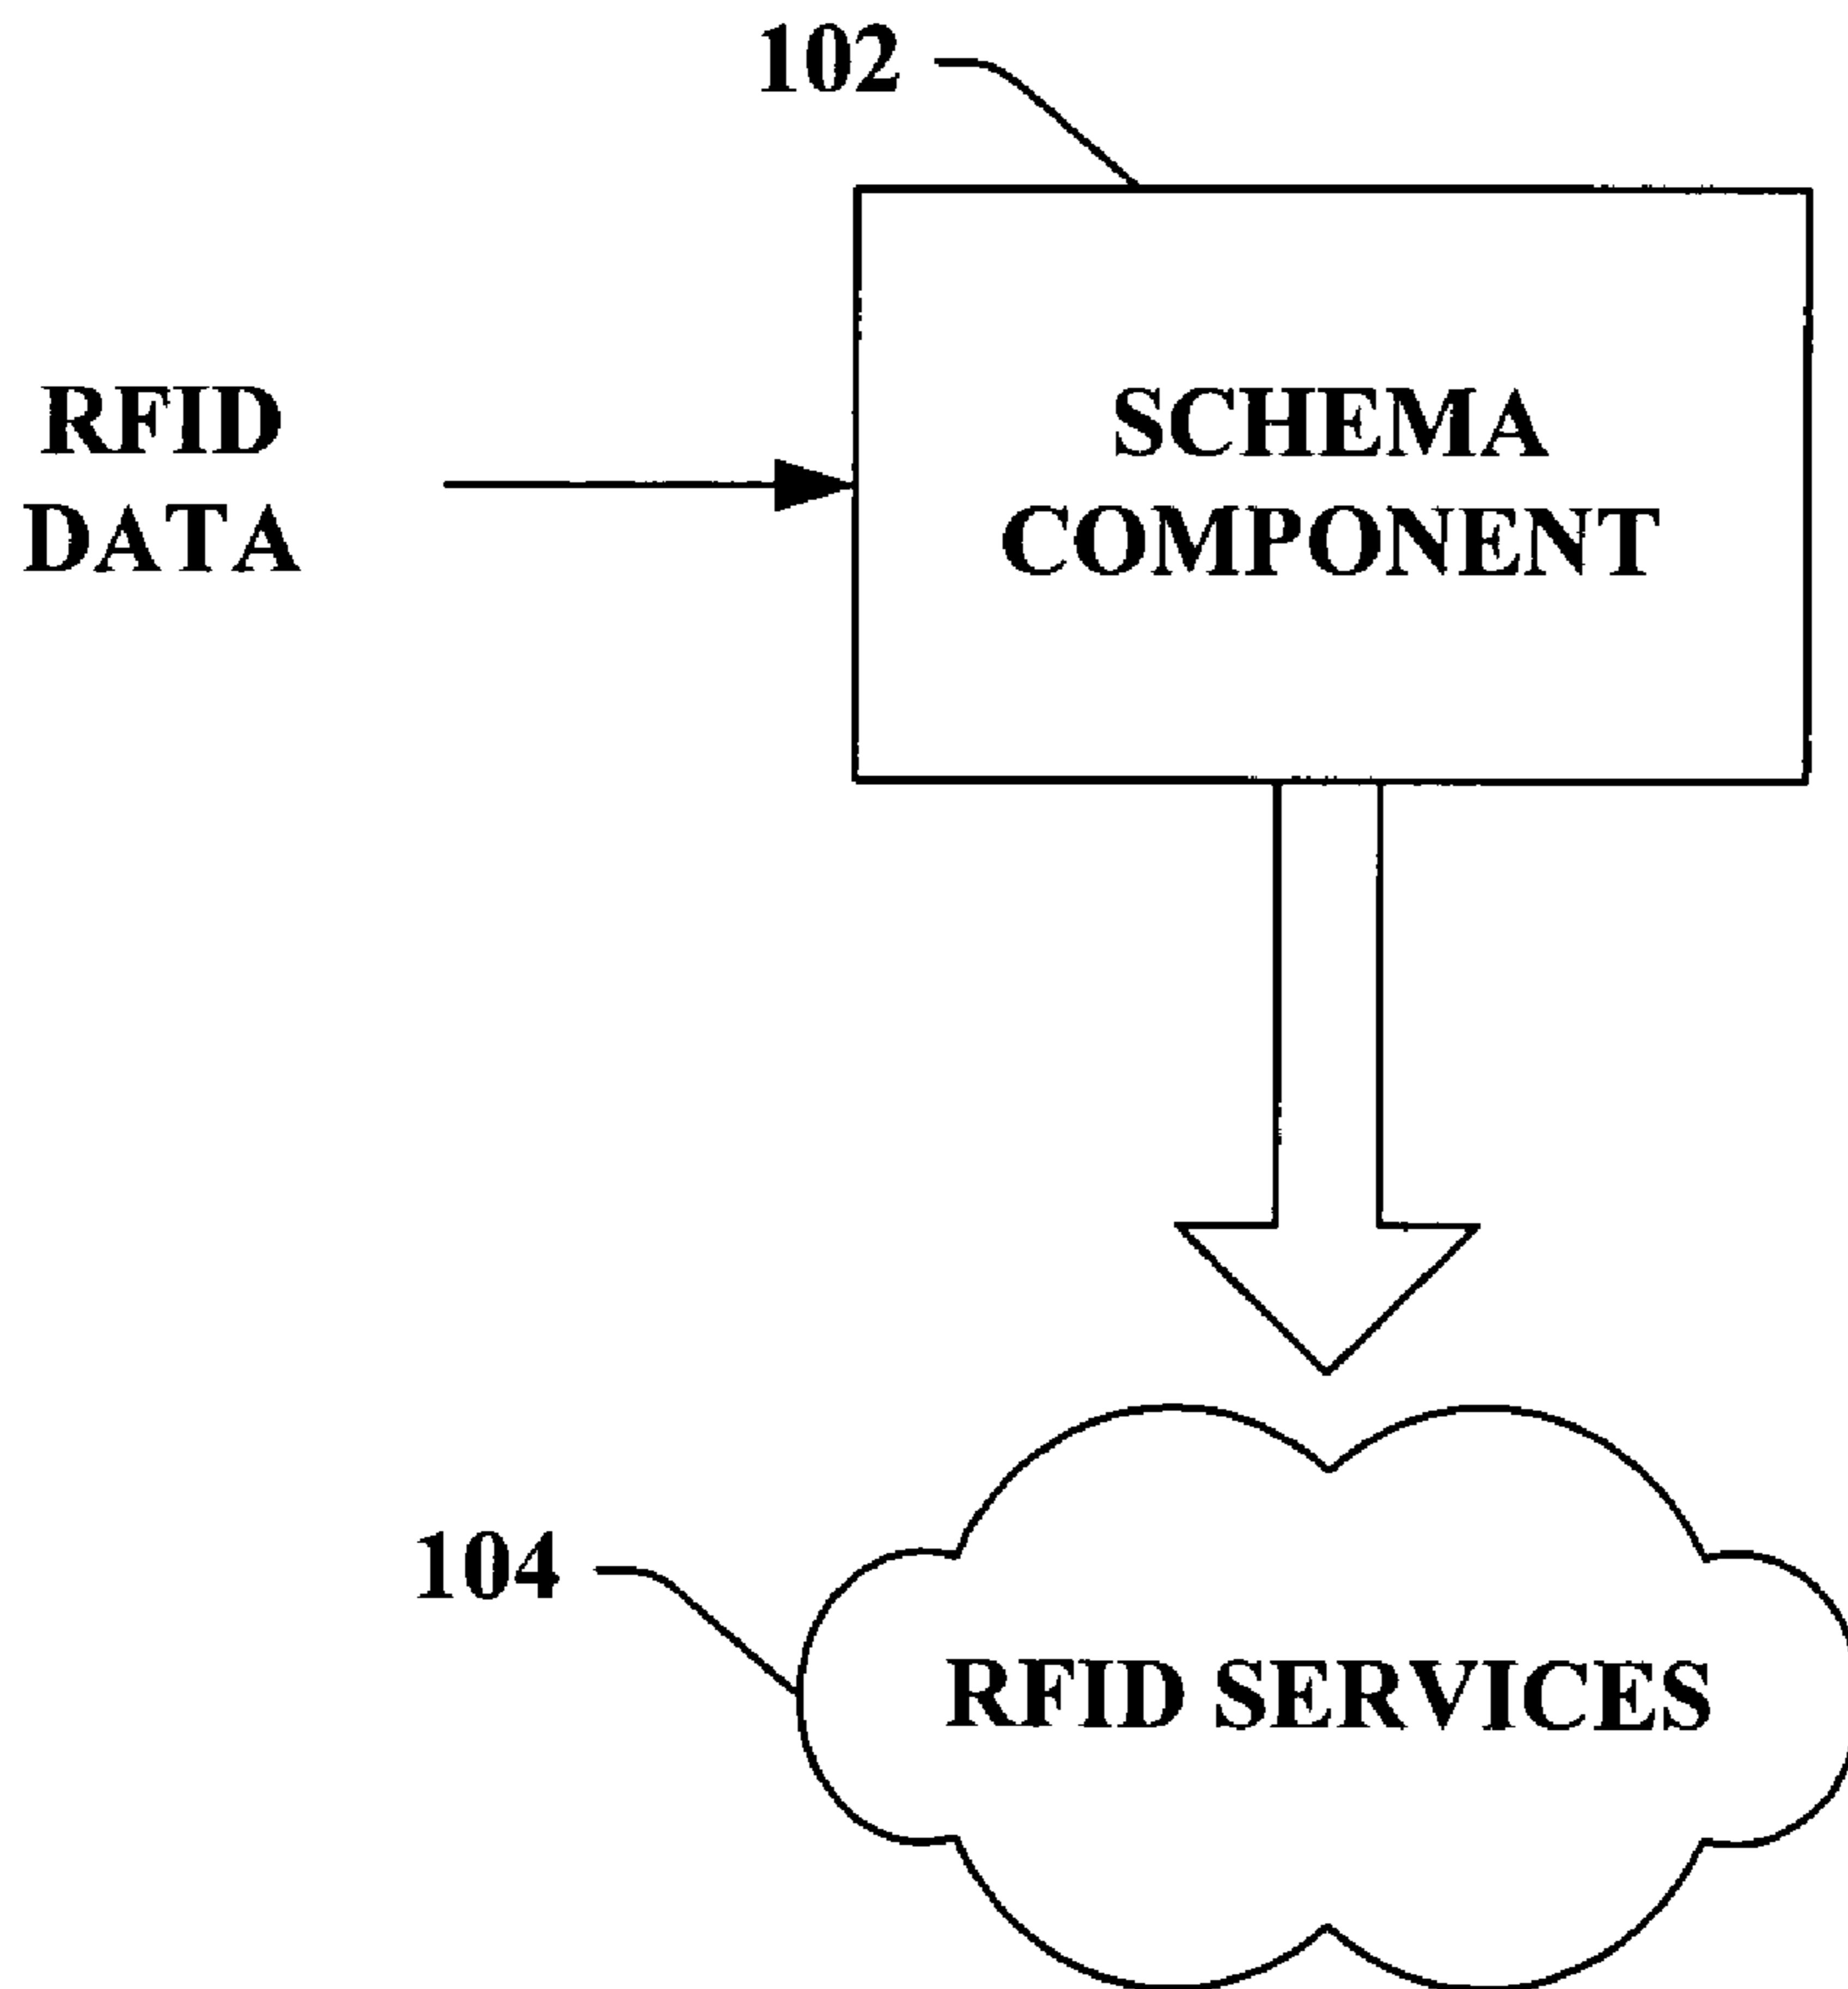 102
RFID
DATA
SCHEMA
COMPONENT
104
RFID SERVICES